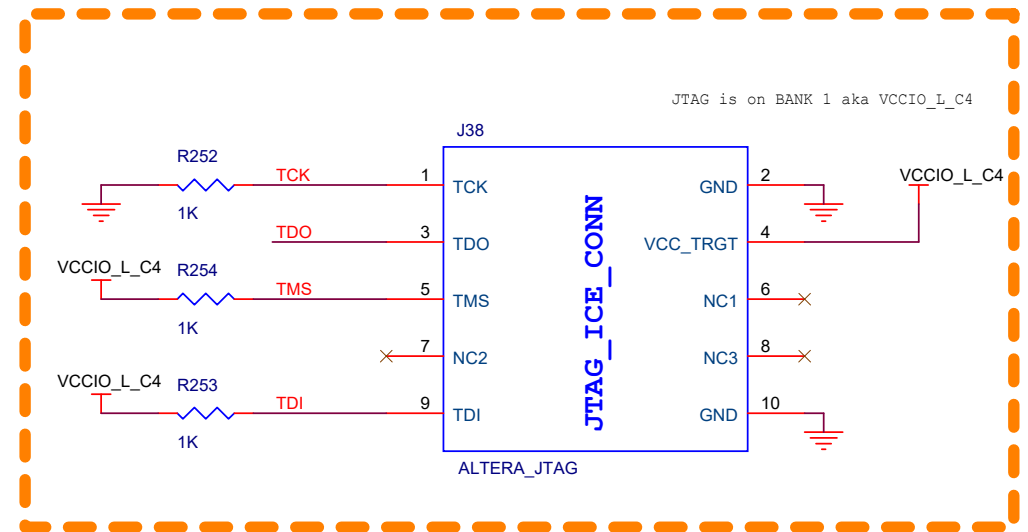 JTAG is on BANK 1 aka VCCIO_L_C4
J38
R252
TCK
1
TCK
1K
GND
2
VCCIO_L_C4
TDO
3
TDO
VCC_TRGT
4
VCCIO_L_C4
R254
TMS
5
TMS
1K
NC1
6
7
NC2
NC3
8
VCCIO_L_C4
R253
TDI
9
TDI
1K
GND
10
JTAG_ICE_CONN
ALTERA_JTAG